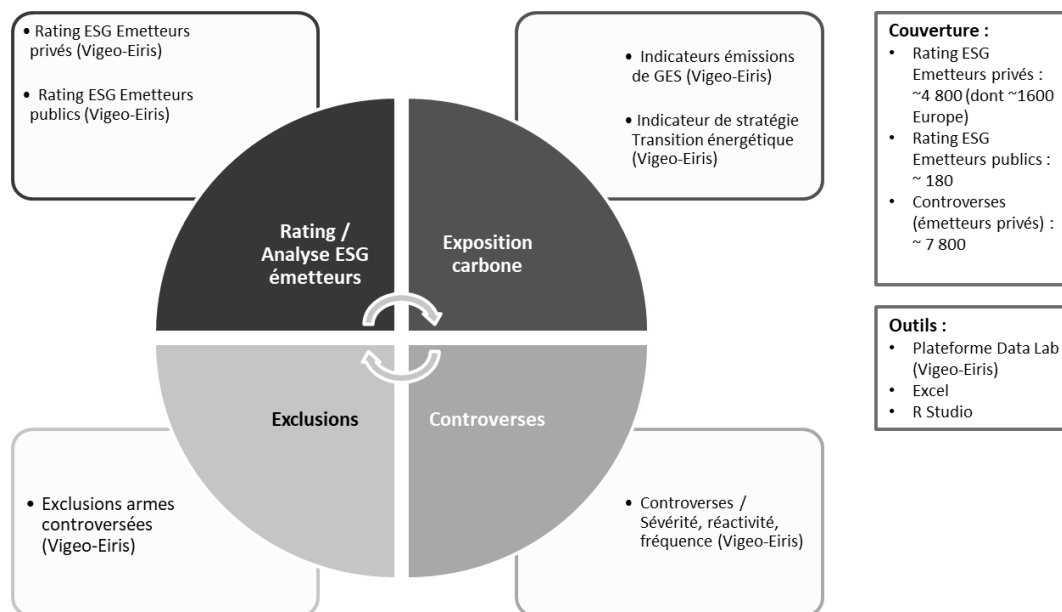 • Rating ESG Emetteurs
privés (Vigeo-Eiris)
• Rating ESG Emetteurs
publics (Vigeo-Eiris)
• Indicateurs émissions
de GES (Vigeo-Eiris)
• Indicateur de stratégie
Transition énergétique
(Vigeo-Eiris)
Rating /
Analyse ESG
émetteurs
Exposition
carbone
Exclusions
Controverses
• Exclusions armes
controversées
(Vigeo-Eiris)
• Controverses /
Sévérité, réactivité,
fréquence (Vigeo-Eiris)
Couverture :
• Rating ESG
Emetteurs privés :
~4 800 (dont ~1600
Europe)
• Rating ESG
Emetteurs publics :
~ 180
• Controverses
(émetteurs privés) :
~ 7 800
Outils :
• Plateforme Data Lab
(Vigeo-Eiris)
• Excel
• R Studio